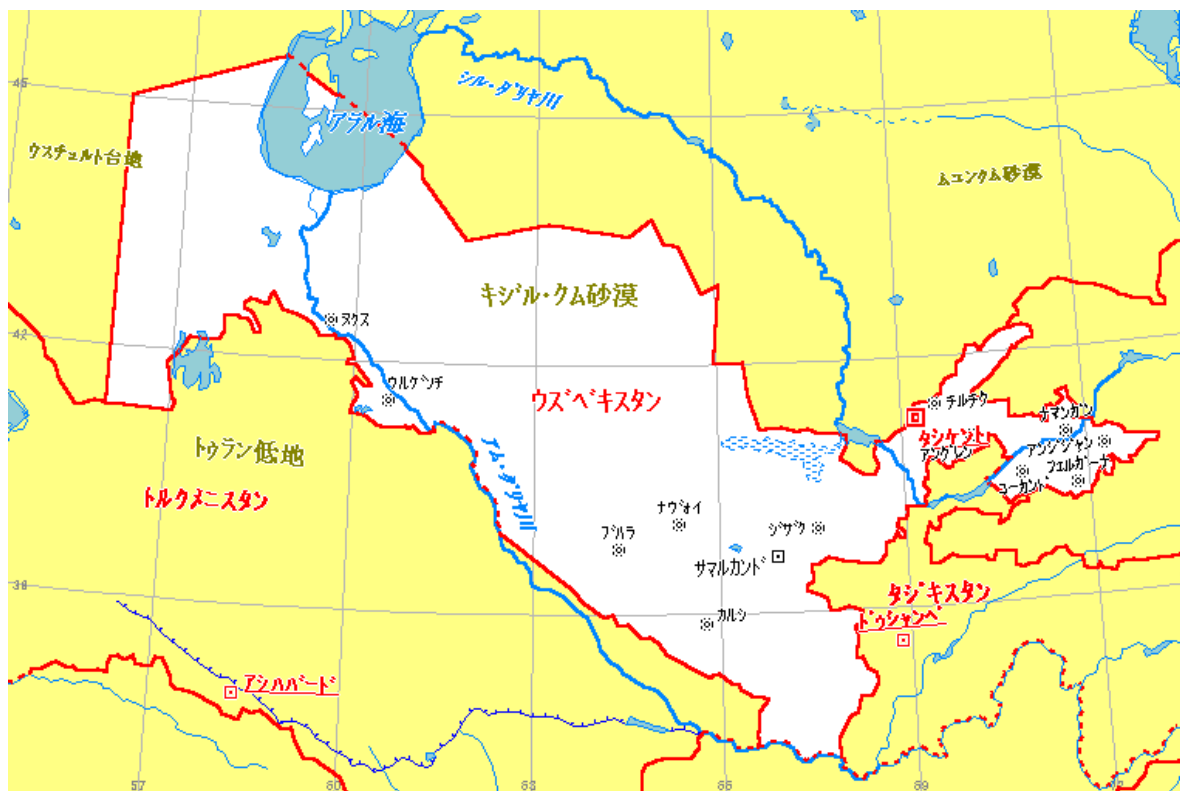 45
シル・ダリヤ川
アラル海
ウスチュルト台地
ムユンクム砂漠
キジル・クム砂漠
ヌクス
42
ウルゲンチ
ウズベキスタン
チルチク
ナマンガン
タシケント
アングレン
アンジジャン
フェルガーナ
コーカンド
トゥラン低地
トルクメニスタン
アム・ダリヤ川
ナヴォイ
ブハラ
ジザク
サマルカンド
39
タジキスタン
カルシ
ドゥシャンベ
アシハバード
57
60
63
66
69
72